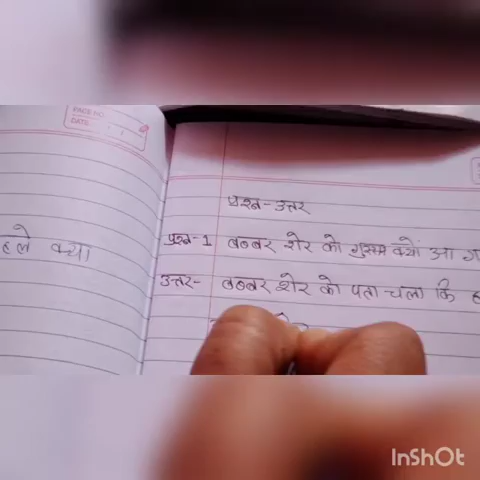 PAGE NO.
DATE
प्रश्न-उत्तर
हले क्या
प्रश्न-1 बब्बर शेर को गुस्सा क्यों आ ग
उत्तर- बब्बर शेर को पता चला कि
InShOt